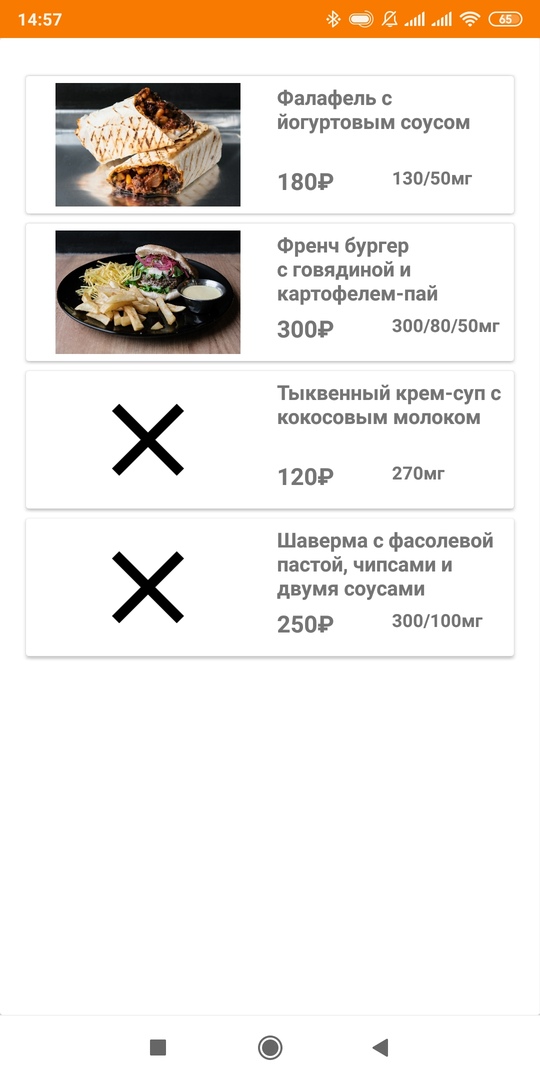 14:57
65
Фалафель с
йогуртовым соусом
180₽
130/50мг
Френч бургер
с говядиной и
картофелем-пай
300₽
300/80/50мг
Тыквенный крем-суп с
кокосовым молоком
120₽
270мг
Шаверма с фасолевой
пастой, чипсами и
двумя соусами
250₽
300/100мг